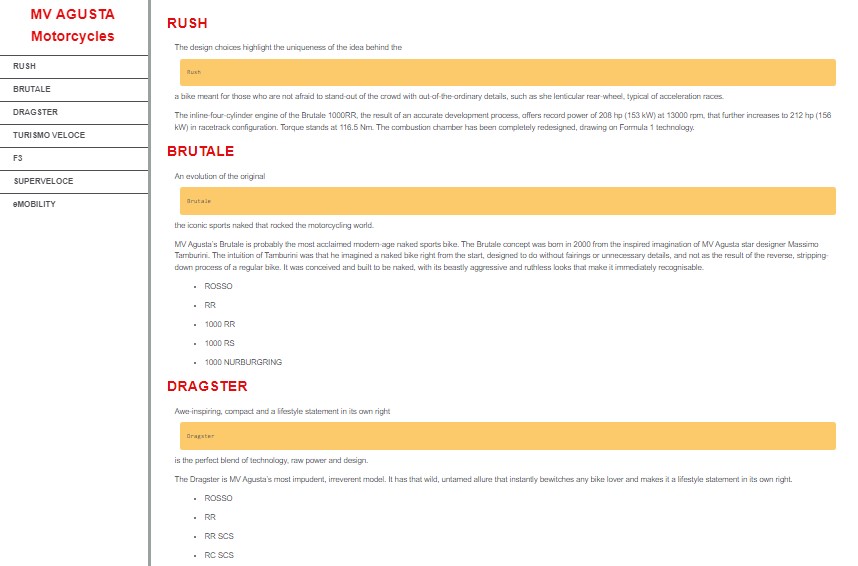 MV AGUSTA
Motorcycles
RUSH
BRUTALE
DRAGSTER
TURISMO VELOCE
F3
SUPERVELOCE
eMOBILITY
RUSH
The design choices highlight the uniqueness of the idea behind the
Rush
a bike meant for those who are not afraid to stand-out of the crowd with out-of-the-ordinary details, such as she lenticular rear-wheel, typical of acceleration races.
The inline-four-cylinder engine of the Brutale 1000RR, the result of an accurate development process, offers record power of 208 hp (153 kW) at 13000 rpm, that further increases to 212 hp (156
kW) in racetrack configuration. Torque stands at 116.5 Nm. The combustion chamber has been completely redesigned, drawing on Formula 1 technology.
BRUTALE
An evolution of the original
Brutale
the iconic sports naked that rocked the motorcycling world.
MV Agusta's Brutale is probably the most acclaimed modern-age naked sports bike. The Brutale concept was born in 2000 from the inspired imagination of MV Agusta star designer Massimo
Tamburini. The intuition of Tamburini was that he imagined a naked bike right from the start, designed to do without fairings or unnecessary details, and not as the result of the reverse, stripping-
down process of a regular bike. It was conceived and built to be naked, with its beastly aggressive and ruthless looks that make it immediately recognisable.
ROSSO
RR
1000 RR
1000 RS
1000 NURBURGRING
DRAGSTER
Awe-inspiring, compact and a lifestyle statement in its own right
Dragster
is the perfect blend of technology, raw power and design.
The Dragster is MV Agusta's most impudent, irreverent model. It has that wild, untamed allure that instantly bewitches any bike lover and makes it a lifestyle statement in its own right.
ROSSO
RR
RR SCS
RC SCS